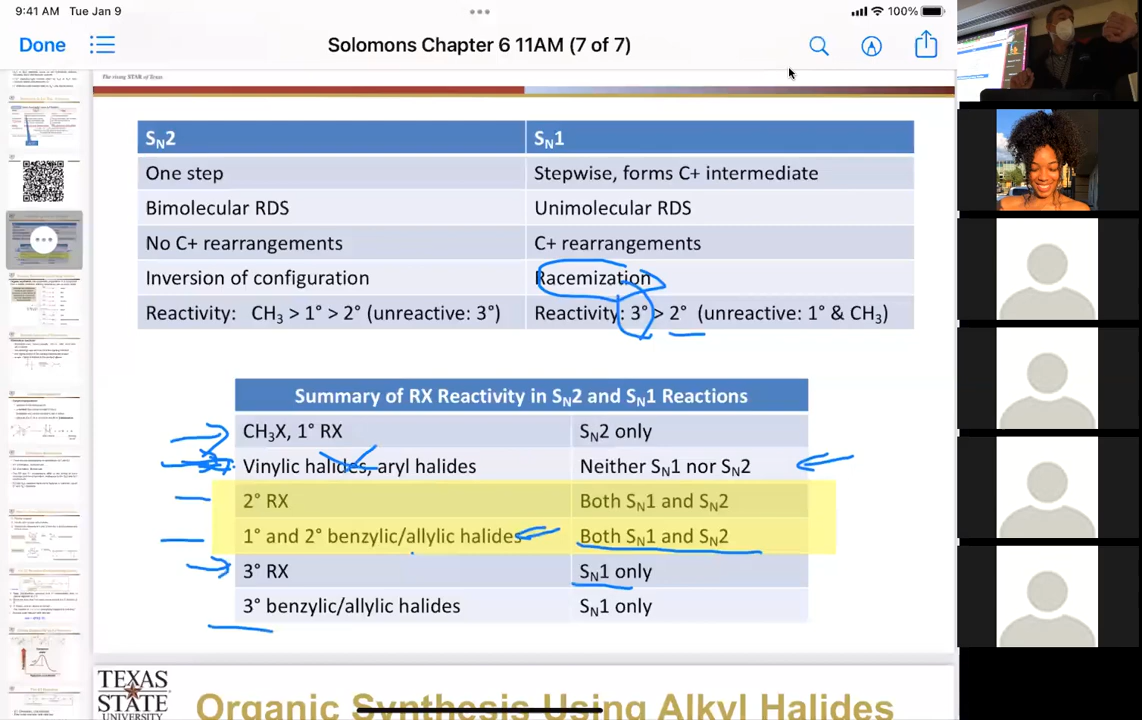 9:41 AM Tue Jan 9
100%
Done
Solomons Chapter 6 11AM (7 of 7)
The rising STAR of Texas
SN2 SN1
One step Stepwise, forms C+ intermediate
Bimolecular RDS Unimolecular RDS
No C+ rearrangements C+ rearrangements
Inversion of configuration Racemization
Reactivity: CH3 > 1° > 2° (unreactive: 3°) Reactivity: 3° > 2° (unreactive: 1° & CH3)
Summary of RX Reactivity in SN2 and SN1 Reactions
CH3X, 1° RX SN2 only
Vinylic halides, aryl halides Neither SN1 nor SN2
2° RX Both SN1 and SN2
1° and 2° benzylic/allylic halides Both SN1 and SN2
3° RX SN1 only
3° benzylic/allylic halides SN1 only
TEXAS
STATE
UNIVERSITY
Organic Synthesis Using Alkyl Halides